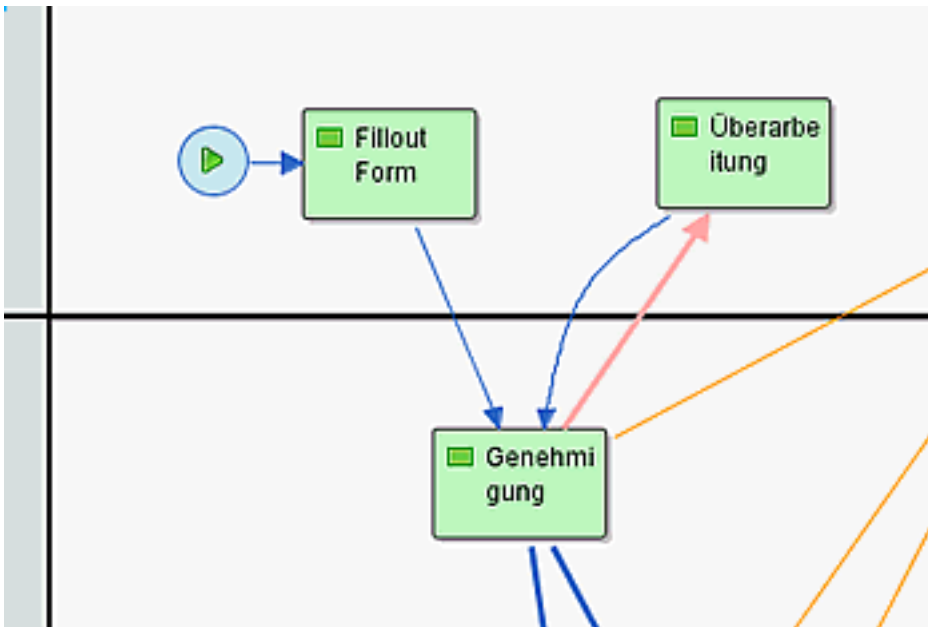 Fillout
Form
Überarbe
itung
Genehmi
gung